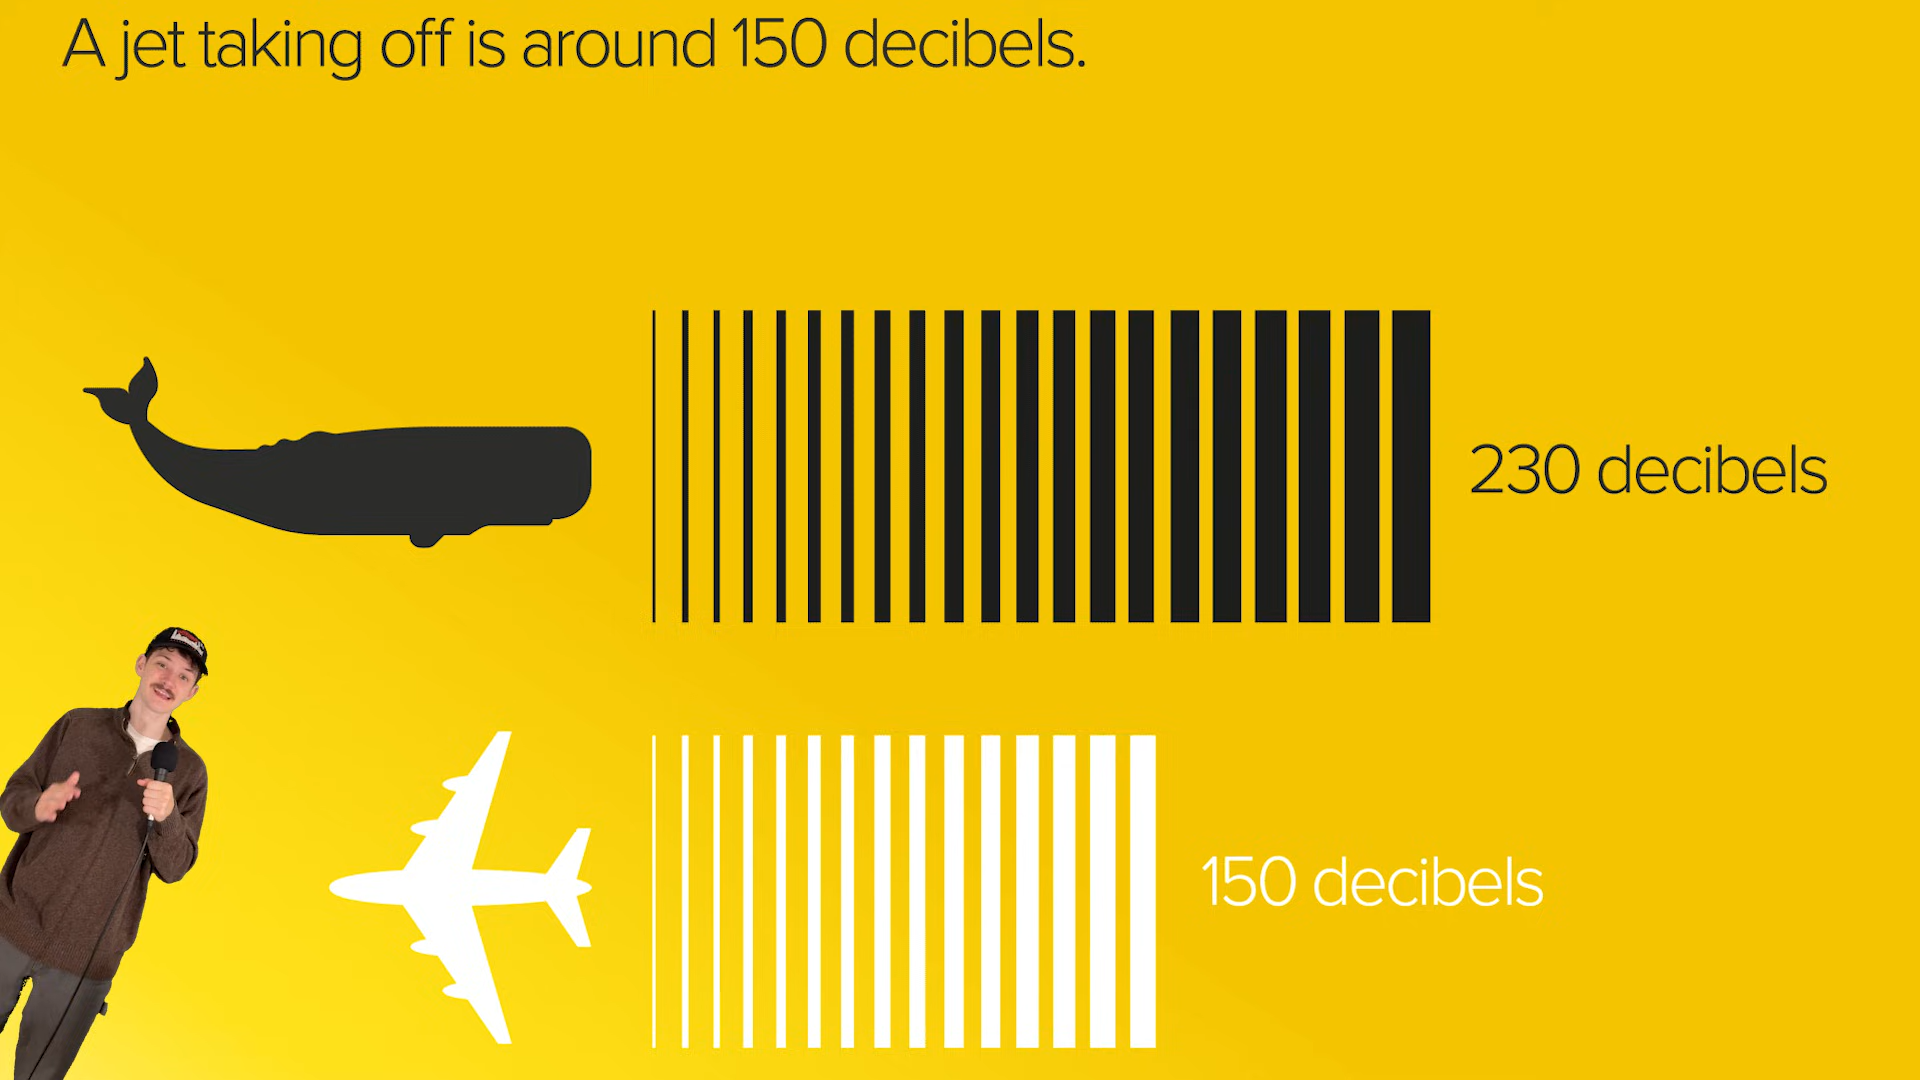 A jet taking off is around 150 decibels.
230 decibels
150 decibels